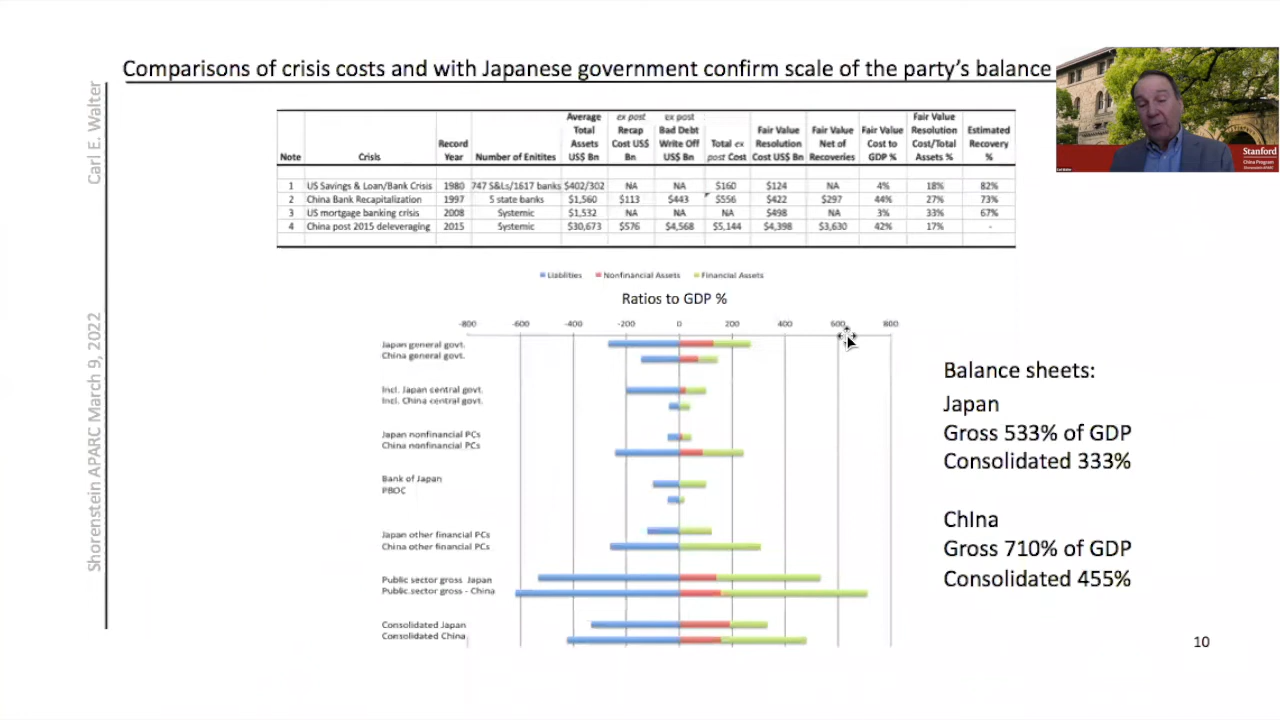 Comparisons of crisis costs and with Japanese government confirm scale of the party's balance
Carl E. Walter
Shorenstein APARC March 9, 2022
Note Crisis Record Year Number of Enitites Average Total Assets US$ Bn ex post Recap Cost US$ Bn ex post Bad Debt Write Off US$ Bn Total ex post Cost Fair Value Resolution Cost US$ Bn Fair Value Net of Recoveries Fair Value Cost to GDP % Fair Value Resolution Cost/Total Assets % Estimated Recovery %
1 US Savings & Loan/Bank Crisis 1980 747 S&Ls/1617 banks $402/302 NA NA $160 $124 NA 4% 18% 82%
2 China Bank Recapitalization 1997 5 state banks $1,560 $113 $443 $556 $422 $297 44% 27% 73%
3 US mortgage banking crisis 2008 Systemic $1,532 NA NA NA $498 NA 3% 33% 67%
4 China post 2015 deleveraging 2015 Systemic $30,673 $576 $4,568 $5,144 $4,398 $3,630 42% 17% -
Liabilities Nonfinancial Assets Financial Assets
Ratios to GDP %
-800 -600 -400 -200 0 200 400 600 800
Japan general govt.
China general govt.
Incl. Japan central govt.
Incl. China central govt.
Japan nonfinancial PCs
China nonfinancial PCs
Bank of Japan
PBOC
Japan other financial PCs
China other financial PCs
Public sector gross Japan
Public sector gross - China
Consolidated Japan
Consolidated China
Balance sheets:
Japan
Gross 533% of GDP
Consolidated 333%
ChIna
Gross 710% of GDP
Consolidated 455%
10
Stanford
China Program